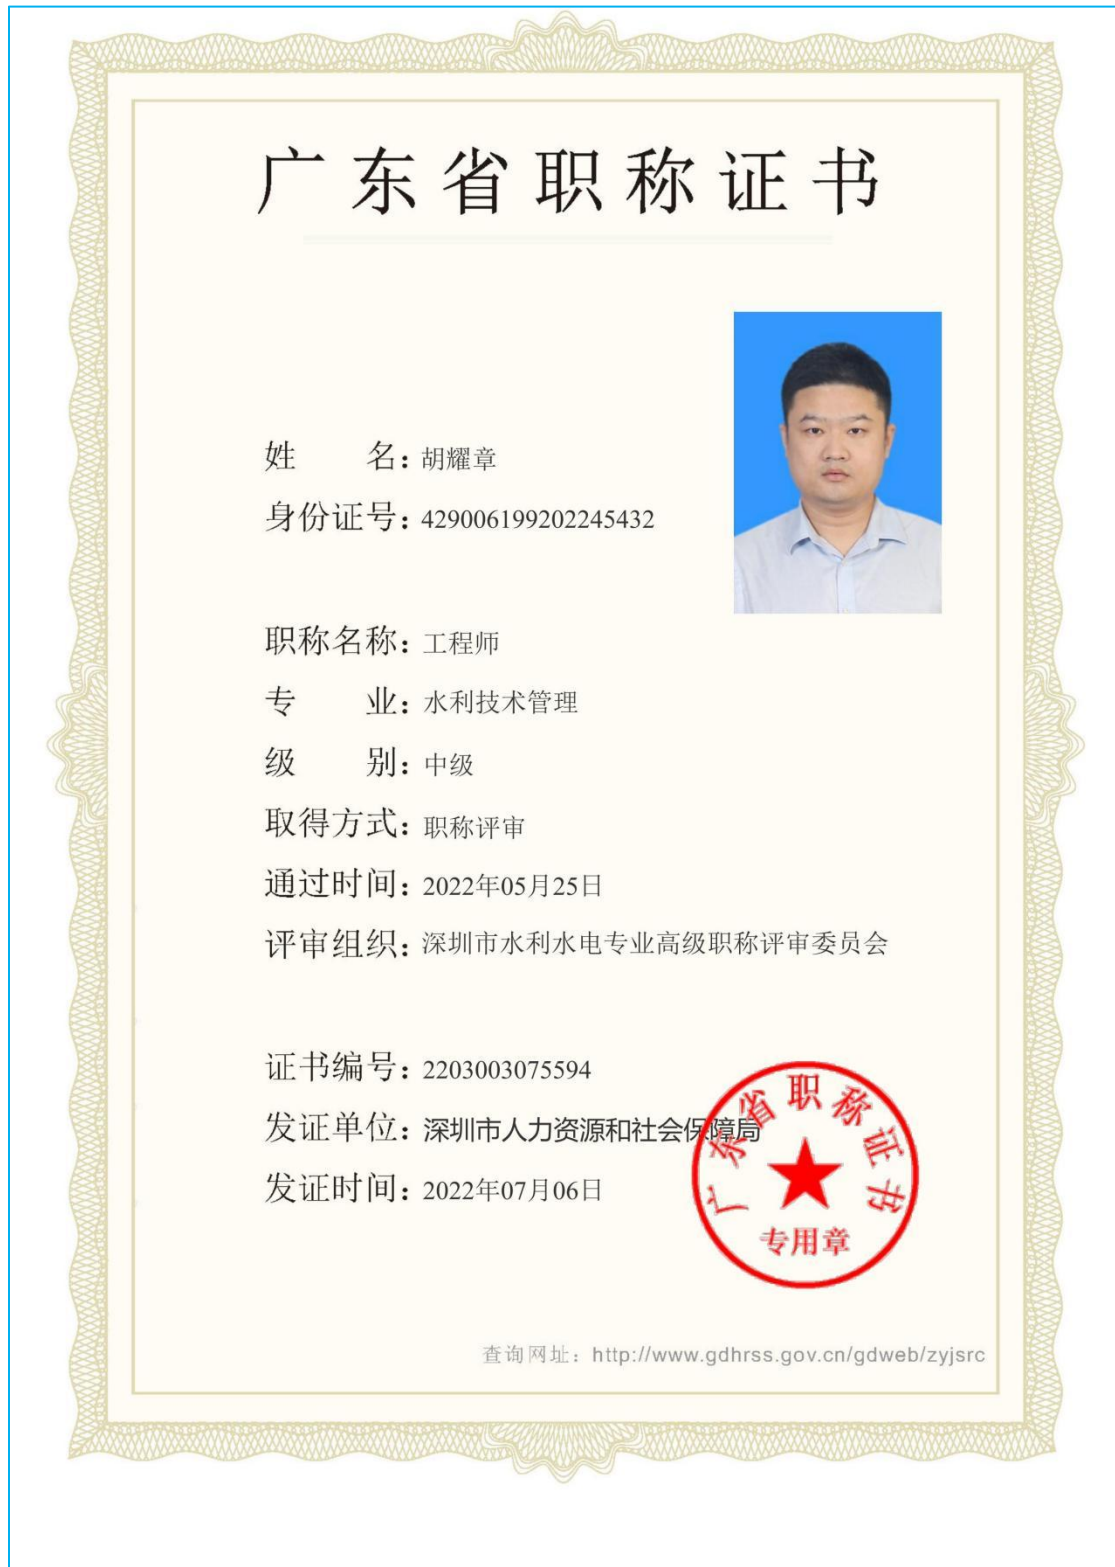 广东省职称证书
姓 名：胡耀章
身份证号：429006199202245432
职称名称：工程师
专 业：水利技术管理
级 别：中级
取得方式：职称评审
通过时间：2022年05月25日
评审组织：深圳市水利水电专业高级职称评审委员会
证书编号：2203003075594
发证单位：深圳市人力资源和社会保障局
发证时间：2022年07月06日
广东省职称证书
专用章
查询网址：http://www.gdhrss.gov.cn/gdweb/zyjsrc